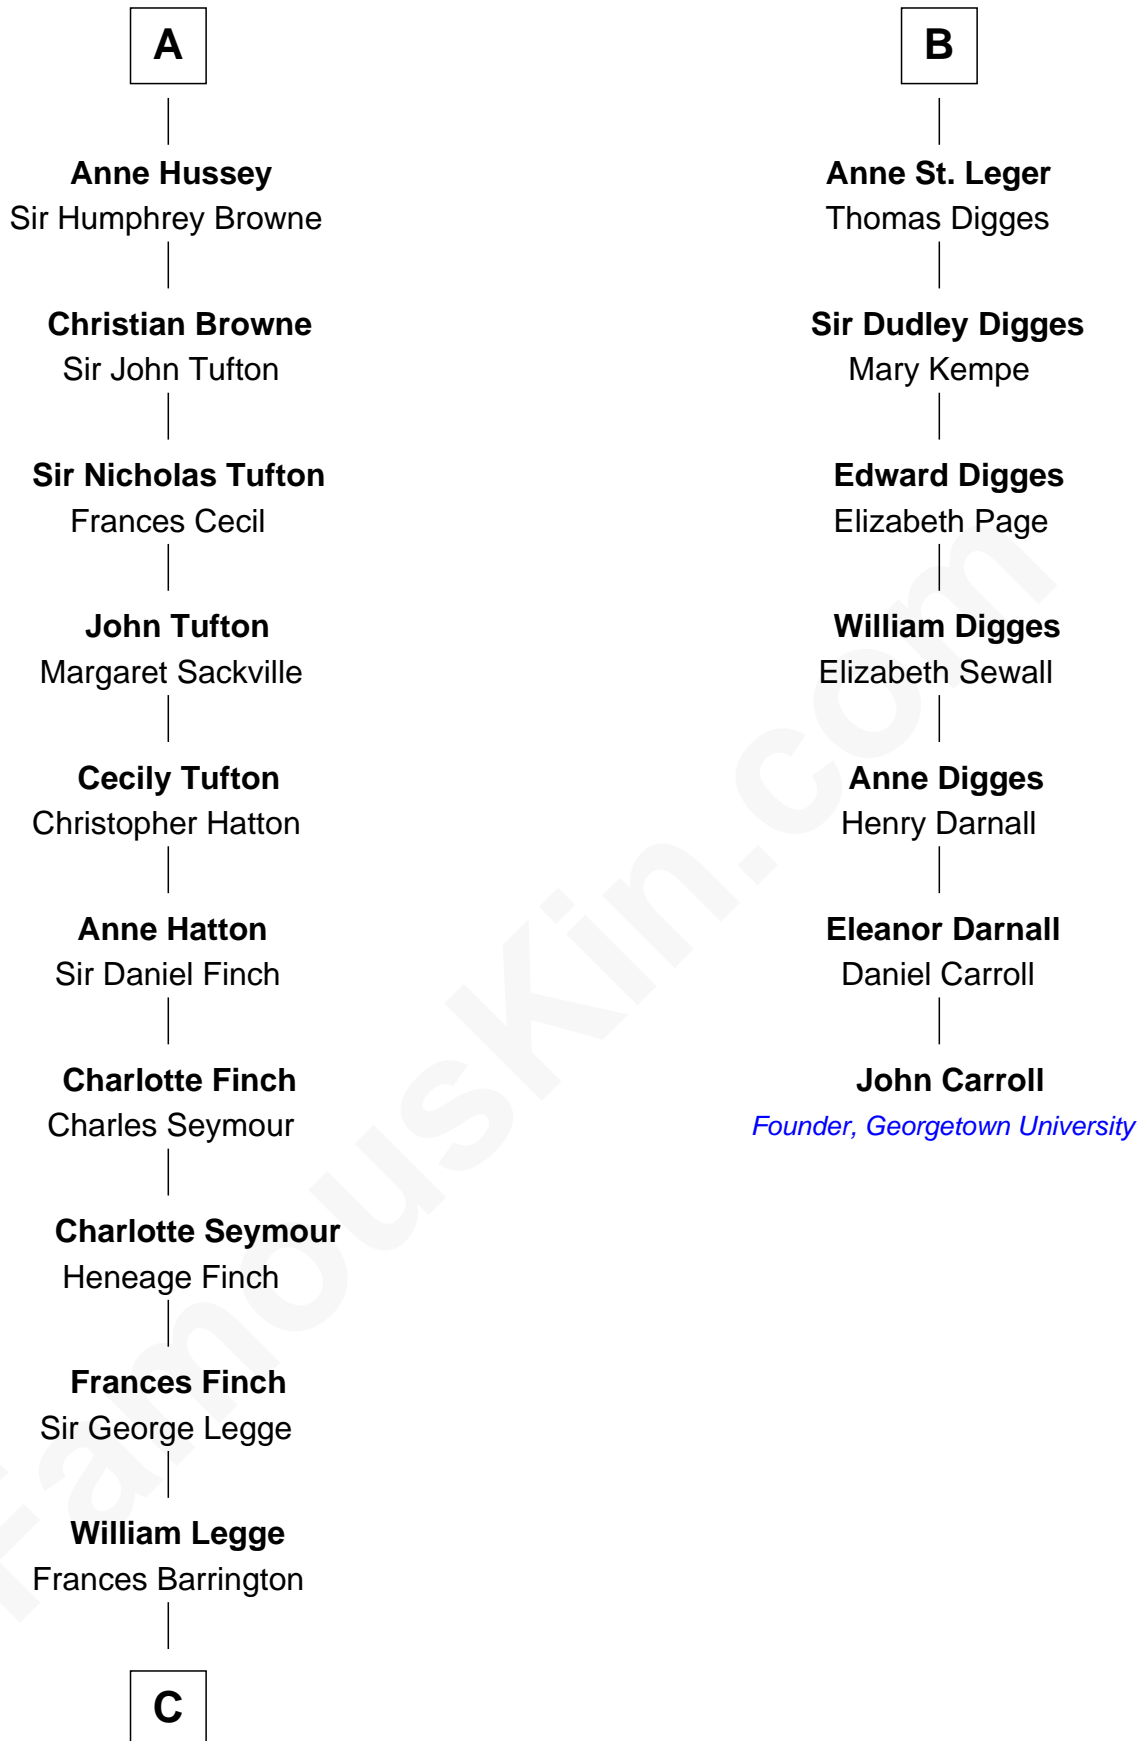 A
Anne Hussey
Sir Humphrey Browne
Christian Browne
Sir John Tufton
Sir Nicholas Tufton
Frances Cecil
John Tufton
Margaret Sackville
Cecily Tufton
Christopher Hatton
Anne Hatton
Sir Daniel Finch
Charlotte Finch
Charles Seymour
Charlotte Seymour
Heneage Finch
Frances Finch
Sir George Legge
William Legge
Frances Barrington
C
B
Anne St. Leger
Thomas Digges
Sir Dudley Digges
Mary Kempe
Edward Digges
Elizabeth Page
William Digges
Elizabeth Sewall
Anne Digges
Henry Darnall
Eleanor Darnall
Daniel Carroll
John Carroll
Founder, Georgetown University
FamousKin.com